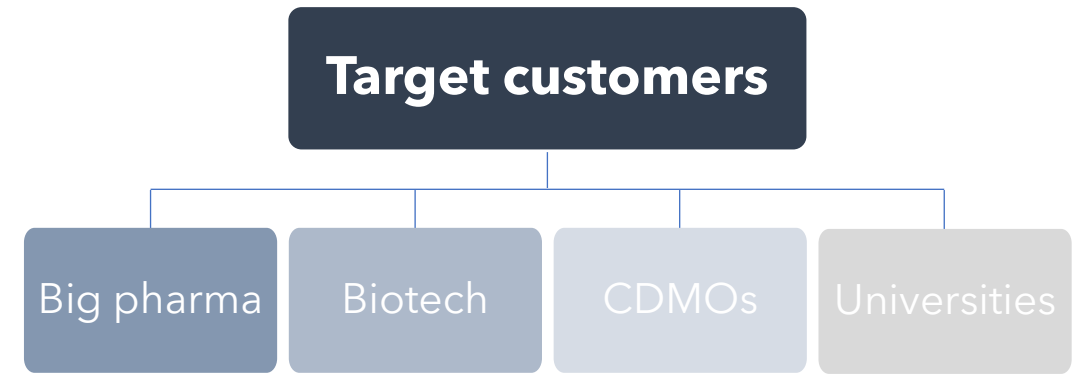 Target customers
Big pharma
Biotech
CDMOs
Universities